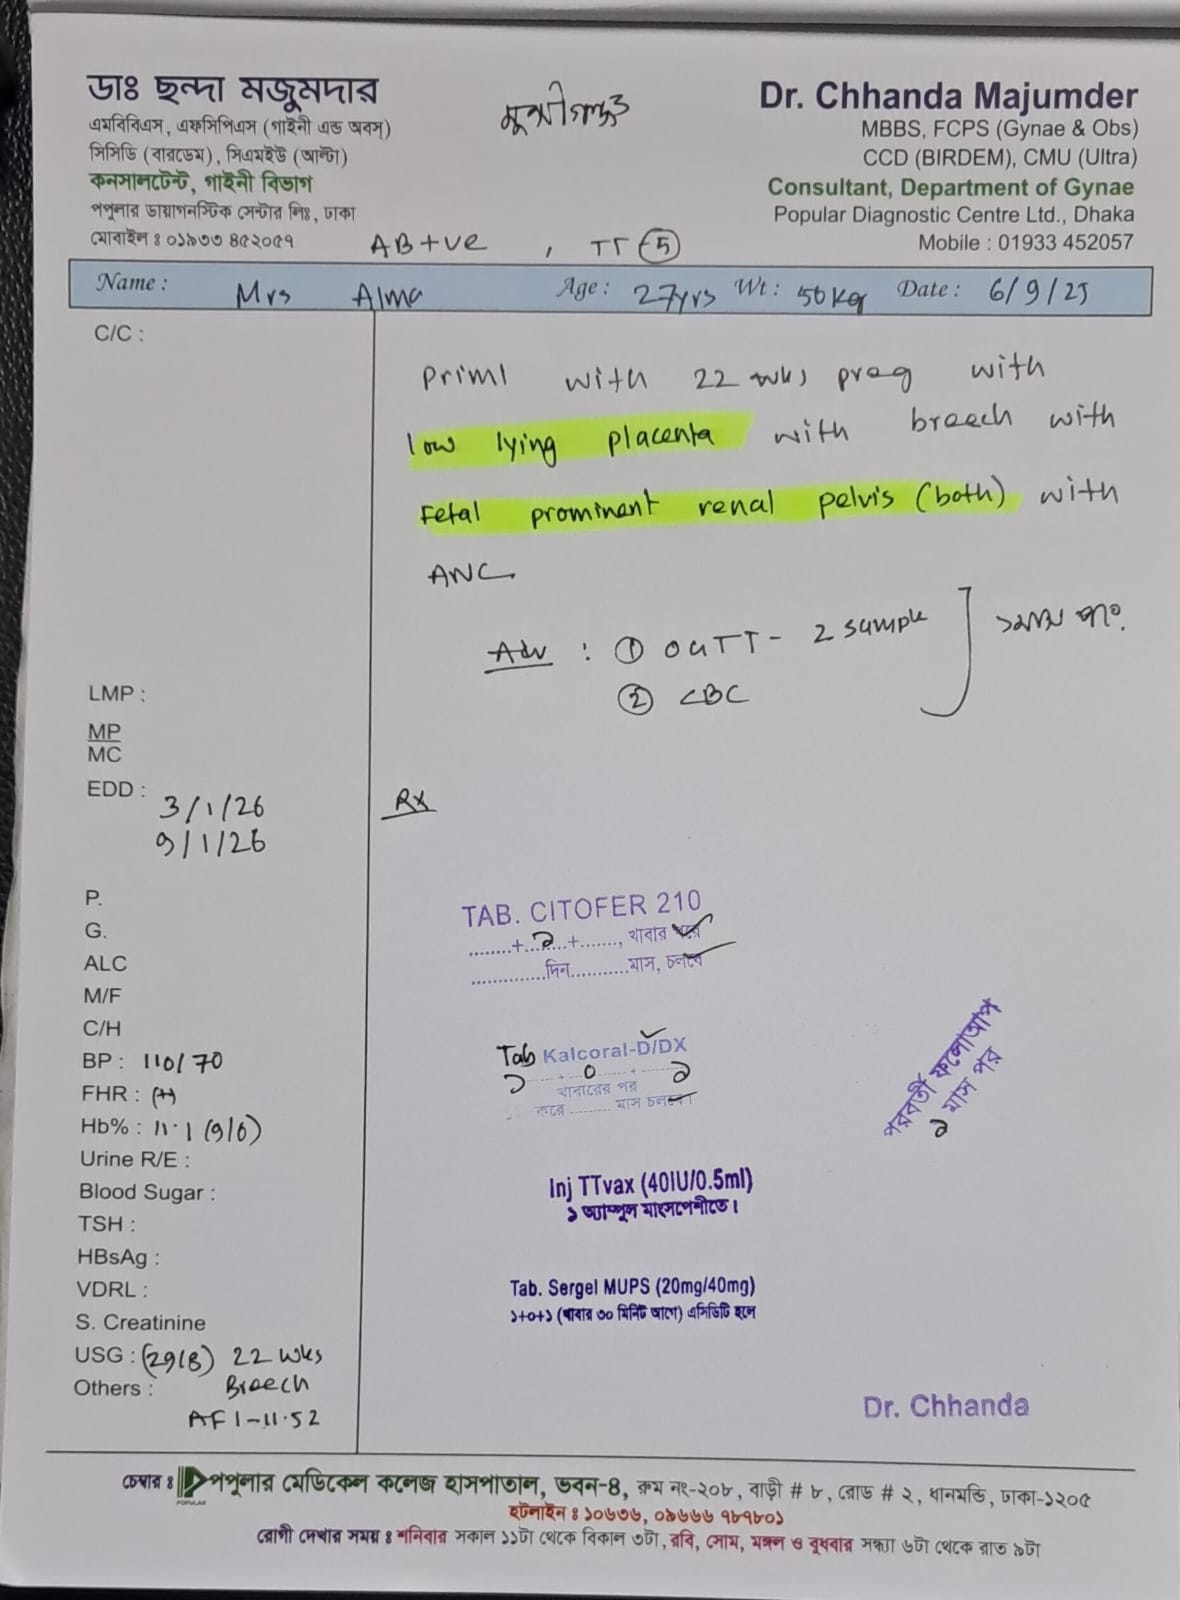 ডাঃ ছন্দা মজুমদার
এমবিবিএস, এফসিপিএস (গাইনী এন্ড অবস্)
সিসিডি (বারডেম), সিএমইউ (আল্ট্রা)
কনসালটেন্ট, গাইনী বিভাগ
পপুলার ডায়াগনস্টিক সেন্টার লিঃ, ঢাকা
মোবাইল ঃ ০১৯৩৩ ৪৫২০৫৭
মুন্সীগঞ্জ
Dr. Chhanda Majumder
MBBS, FCPS (Gynae & Obs)
CCD (BIRDEM), CMU (Ultra)
Consultant, Department of Gynae
Popular Diagnostic Centre Ltd., Dhaka
Mobile : 01933 452057
AB+ve , TT 5
Name : Mrs Alma Age : 27yrs Wt : 50kg Date : 6/9/25
C/C :
Primi with 22 wks preg with
low lying placenta with breech with
Fetal prominent renal pelvis (both) with
ANC
Adv : ① OGTT - 2 sample
② CBC
LMP :
MP
MC
EDD : 3/1/26
9/1/26
P.
G.
ALC
M/F
C/H
BP : 110/70
FHR : (+)
Hb% : 11.1 (9/6)
Urine R/E :
Blood Sugar :
TSH :
HBsAg :
VDRL :
S. Creatinine
USG : (29/8) 22 wks
Others : Breech
AFI-11.52
Rx
TAB. CITOFER 210
........+..১...+......., খাবার পরে
..............দিন...........মাস, চলবে
Tab Kalcoral-D/DX
১ + 0 + ১
খাবারের পর
করে ......... মাস চলবে
Inj TTvax (40IU/0.5ml)
১ অ্যাম্পুল মাংসপেশীতে।
Tab. Sergel MUPS (20mg/40mg)
১+০+১ (খাবার ৩০ মিনিট আগে) এসিডিটি হলে
পরবর্তী ফলোআপ
১ মাস পর
Dr. Chhanda
চেম্বার ঃ পপুলার মেডিকেল কলেজ হাসপাতাল, ভবন-৪, রুম নং-২০৮, বাড়ী # ৮, রোড # ২, ধানমন্ডি, ঢাকা-১২০৫
POPULAR
হটলাইন ঃ ১০৬৩৬, ০৯৬৬৬ ৭৮৭৮০১
রোগী দেখার সময় ঃ শনিবার সকাল ১১টা থেকে বিকাল ৩টা, রবি, সোম, মঙ্গল ও বুধবার সন্ধ্যা ৬টা থেকে রাত ৯টা